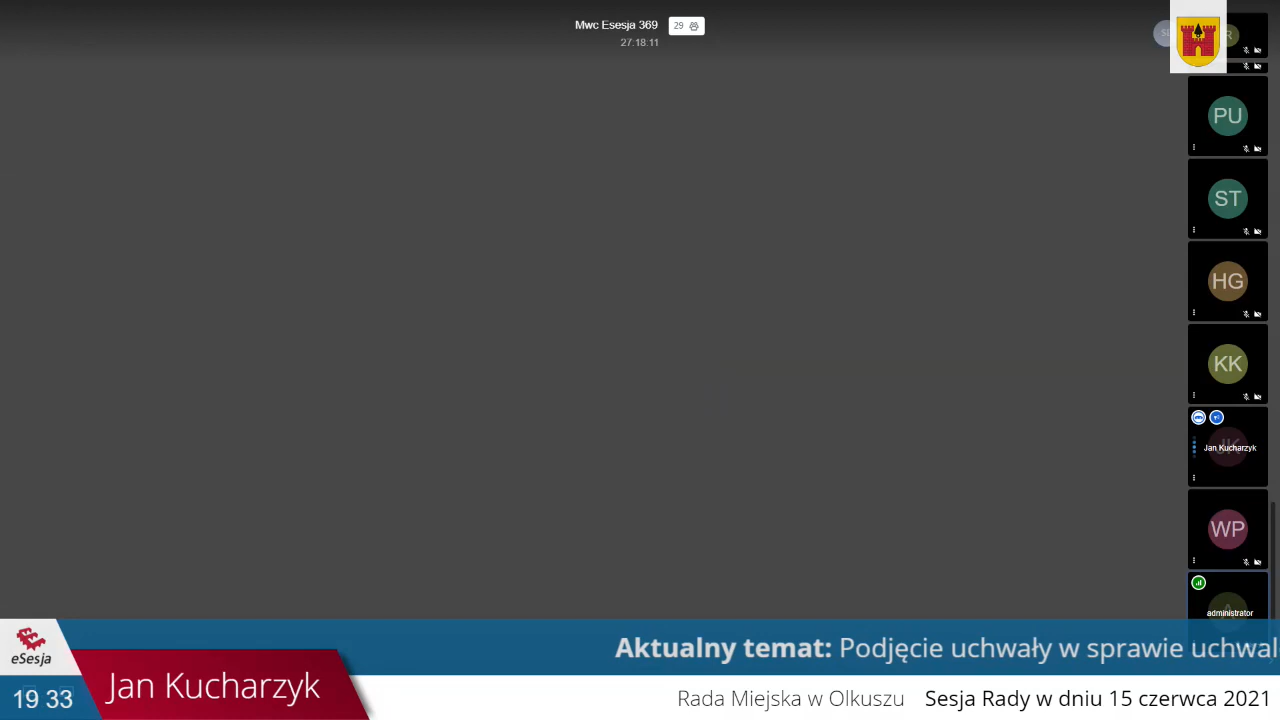 Mwc Esesja 369
29
27:18:11
R
PU
ST
HG
KK
JK
Jan Kucharzyk
WP
A
administrator
Aktualny temat: Podjęcie uchwały w sprawie uchwal
eSesja
19 33
Jan Kucharzyk
Rada Miejska w Olkuszu Sesja Rady w dniu 15 czerwca 2021